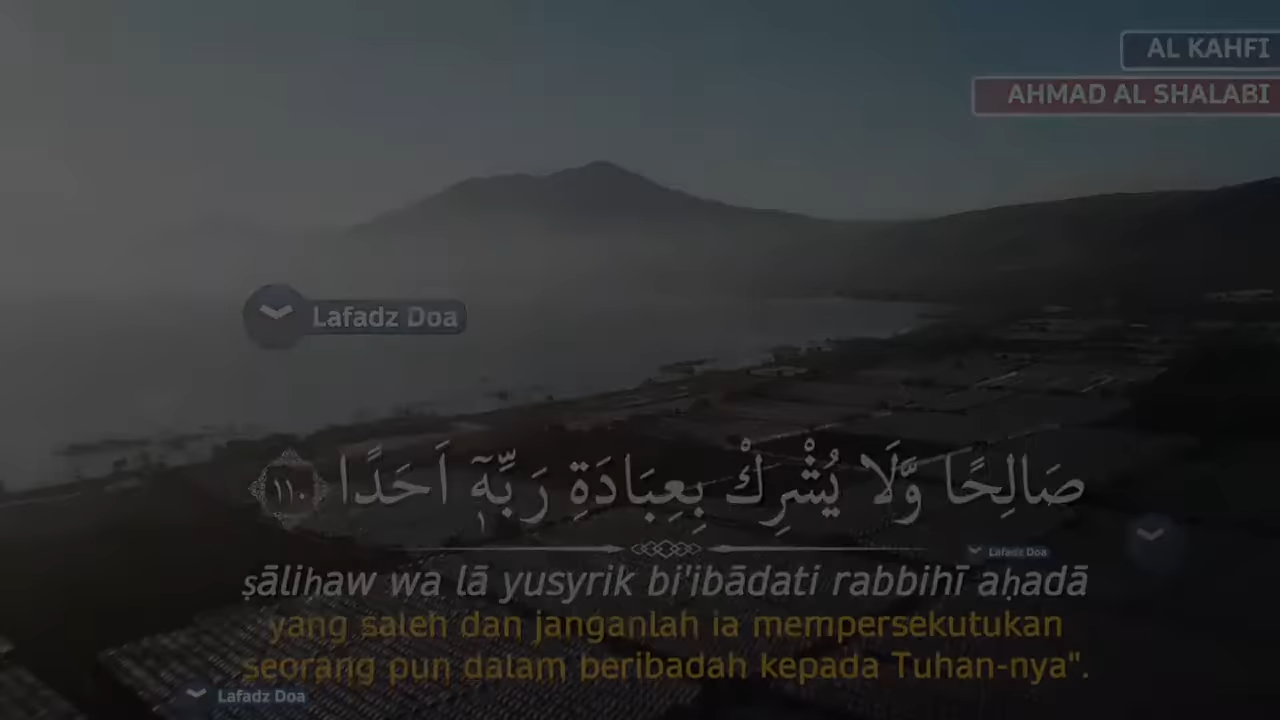 AL KAHFI
AHMAD AL SHALABI
Lafadz Doa
صَالِحًا وَّلَا يُشْرِكْ بِعِبَادَةِ رَبِّهٖٓ اَحَدًا ١١٠
Lafadz Doa
ṣāliḥaw wa lā yusyrik bi'ibādati rabbihī aḥadā
yang saleh dan janganlah ia mempersekutukan
seorang pun dalam beribadah kepada Tuhan-nya".
Lafadz Doa